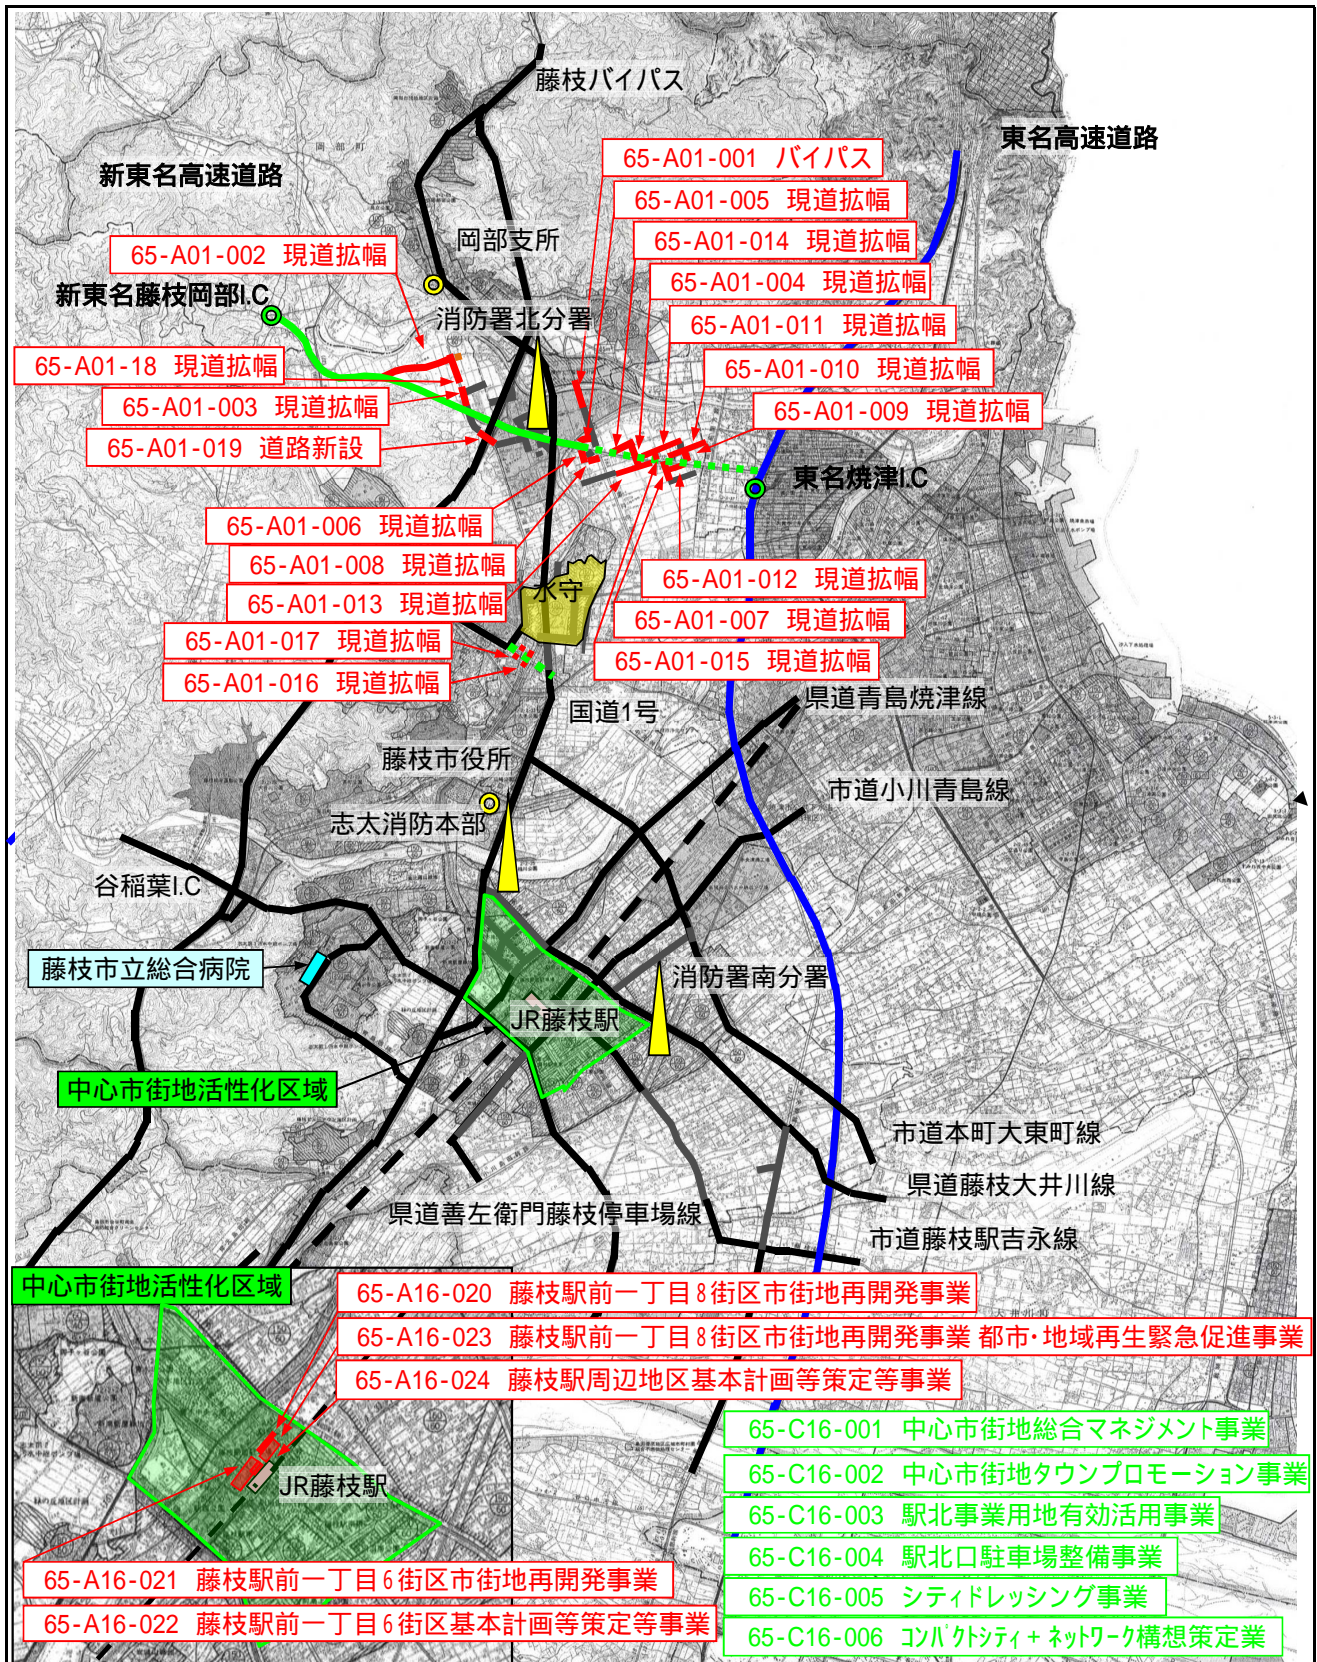 藤枝バイパス
東名高速道路
65-A01-001 バイパス
新東名高速道路
65-A01-005 現道拡幅
岡部支所
65-A01-014 現道拡幅
65-A01-002 現道拡幅
65-A01-004 現道拡幅
新東名藤枝岡部I.C
消防署北分署
65-A01-011 現道拡幅
65-A01-18 現道拡幅
65-A01-010 現道拡幅
65-A01-003 現道拡幅
65-A01-009 現道拡幅
65-A01-019 道路新設
東名焼津I.C
65-A01-006 現道拡幅
65-A01-008 現道拡幅
65-A01-012 現道拡幅
水守
65-A01-013 現道拡幅
65-A01-007 現道拡幅
65-A01-017 現道拡幅
65-A01-015 現道拡幅
65-A01-016 現道拡幅
国道1号
県道青島焼津線
藤枝市役所
市道小川青島線
志太消防本部
谷稲葉I.C
藤枝市立総合病院
消防署南分署
JR藤枝駅
中心市街地活性化区域
市道本町大東町線
県道藤枝大井川線
県道善左衛門藤枝停車場線
市道藤枝駅吉永線
中心市街地活性化区域
65-A16-020 藤枝駅前一丁目8街区市街地再開発事業
65-A16-023 藤枝駅前一丁目8街区市街地再開発事業 都市・地域再生緊急促進事業
65-A16-024 藤枝駅周辺地区基本計画等策定等事業
65-C16-001 中心市街地総合マネジメント事業
65-C16-002 中心市街地タウンプロモーション事業
JR藤枝駅
65-C16-003 駅北事業用地有効活用事業
65-C16-004 駅北口駐車場整備事業
65-A16-021 藤枝駅前一丁目6街区市街地再開発事業
65-C16-005 シティドレッシング事業
65-A16-022 藤枝駅前一丁目6街区基本計画等策定等事業
65-C16-006 コンパクトシティ+ネットワーク構想策定業